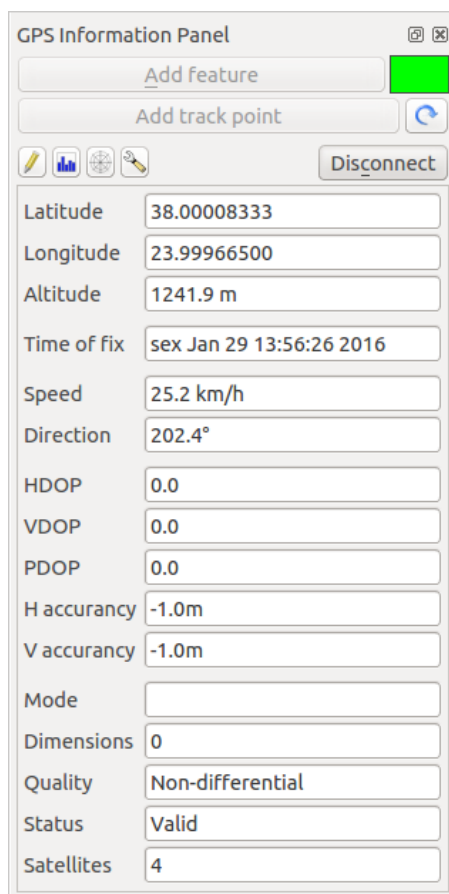 GPS Information Panel
Add feature
Add track point
Disconnect
Latitude 38.00008333
Longitude 23.99966500
Altitude 1241.9 m
Time of fix sex Jan 29 13:56:26 2016
Speed 25.2 km/h
Direction 202.4°
HDOP 0.0
VDOP 0.0
PDOP 0.0
H accurancy -1.0m
V accurancy -1.0m
Mode
Dimensions 0
Quality Non-differential
Status Valid
Satellites 4